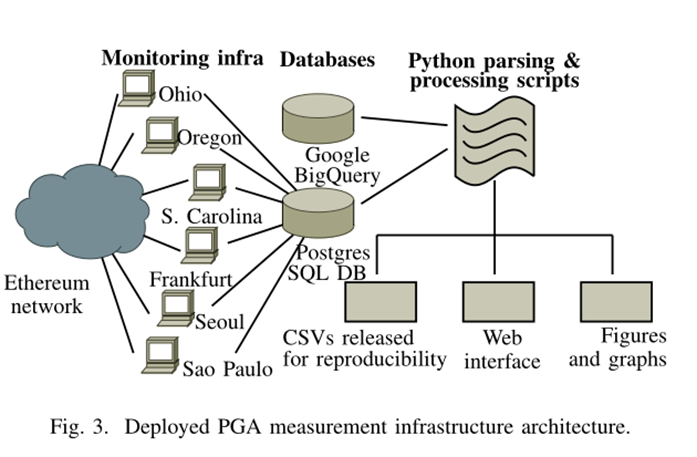 Monitoring infra
Databases
Python parsing &
processing scripts
Ohio
Oregon
S. Carolina
Frankfurt
Seoul
Sao Paulo
Ethereum
network
Google
BigQuery
Postgres
SQL DB
CSVs released
for reproducibility
Web
interface
Figures
and graphs
Fig. 3. Deployed PGA measurement infrastructure architecture.